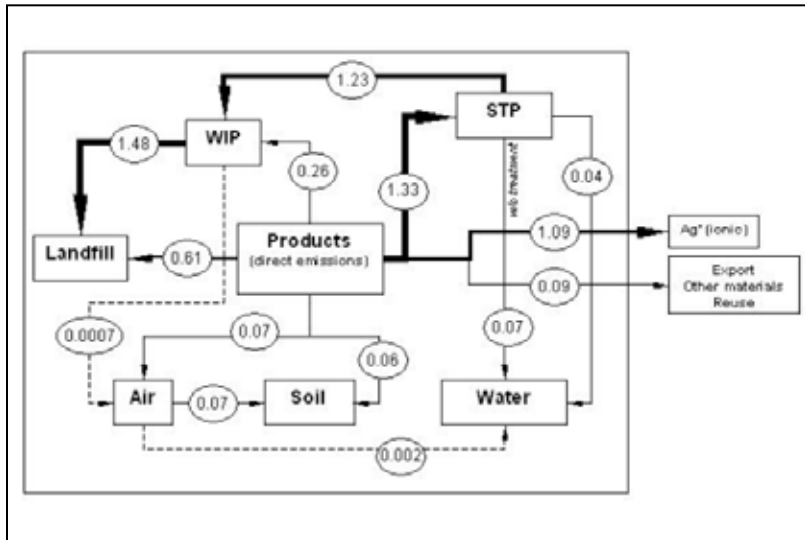 1.23
STP
WIP
1.48
0.26
1.33
w/o treatment
0.04
Products
(direct emissions)
1.09
Ag⁺ (ionic)
Landfill
0.61
Export
Other materials
Reuse
0.09
0.0007
0.07
0.07
0.06
Air
0.07
Soil
Water
0.002